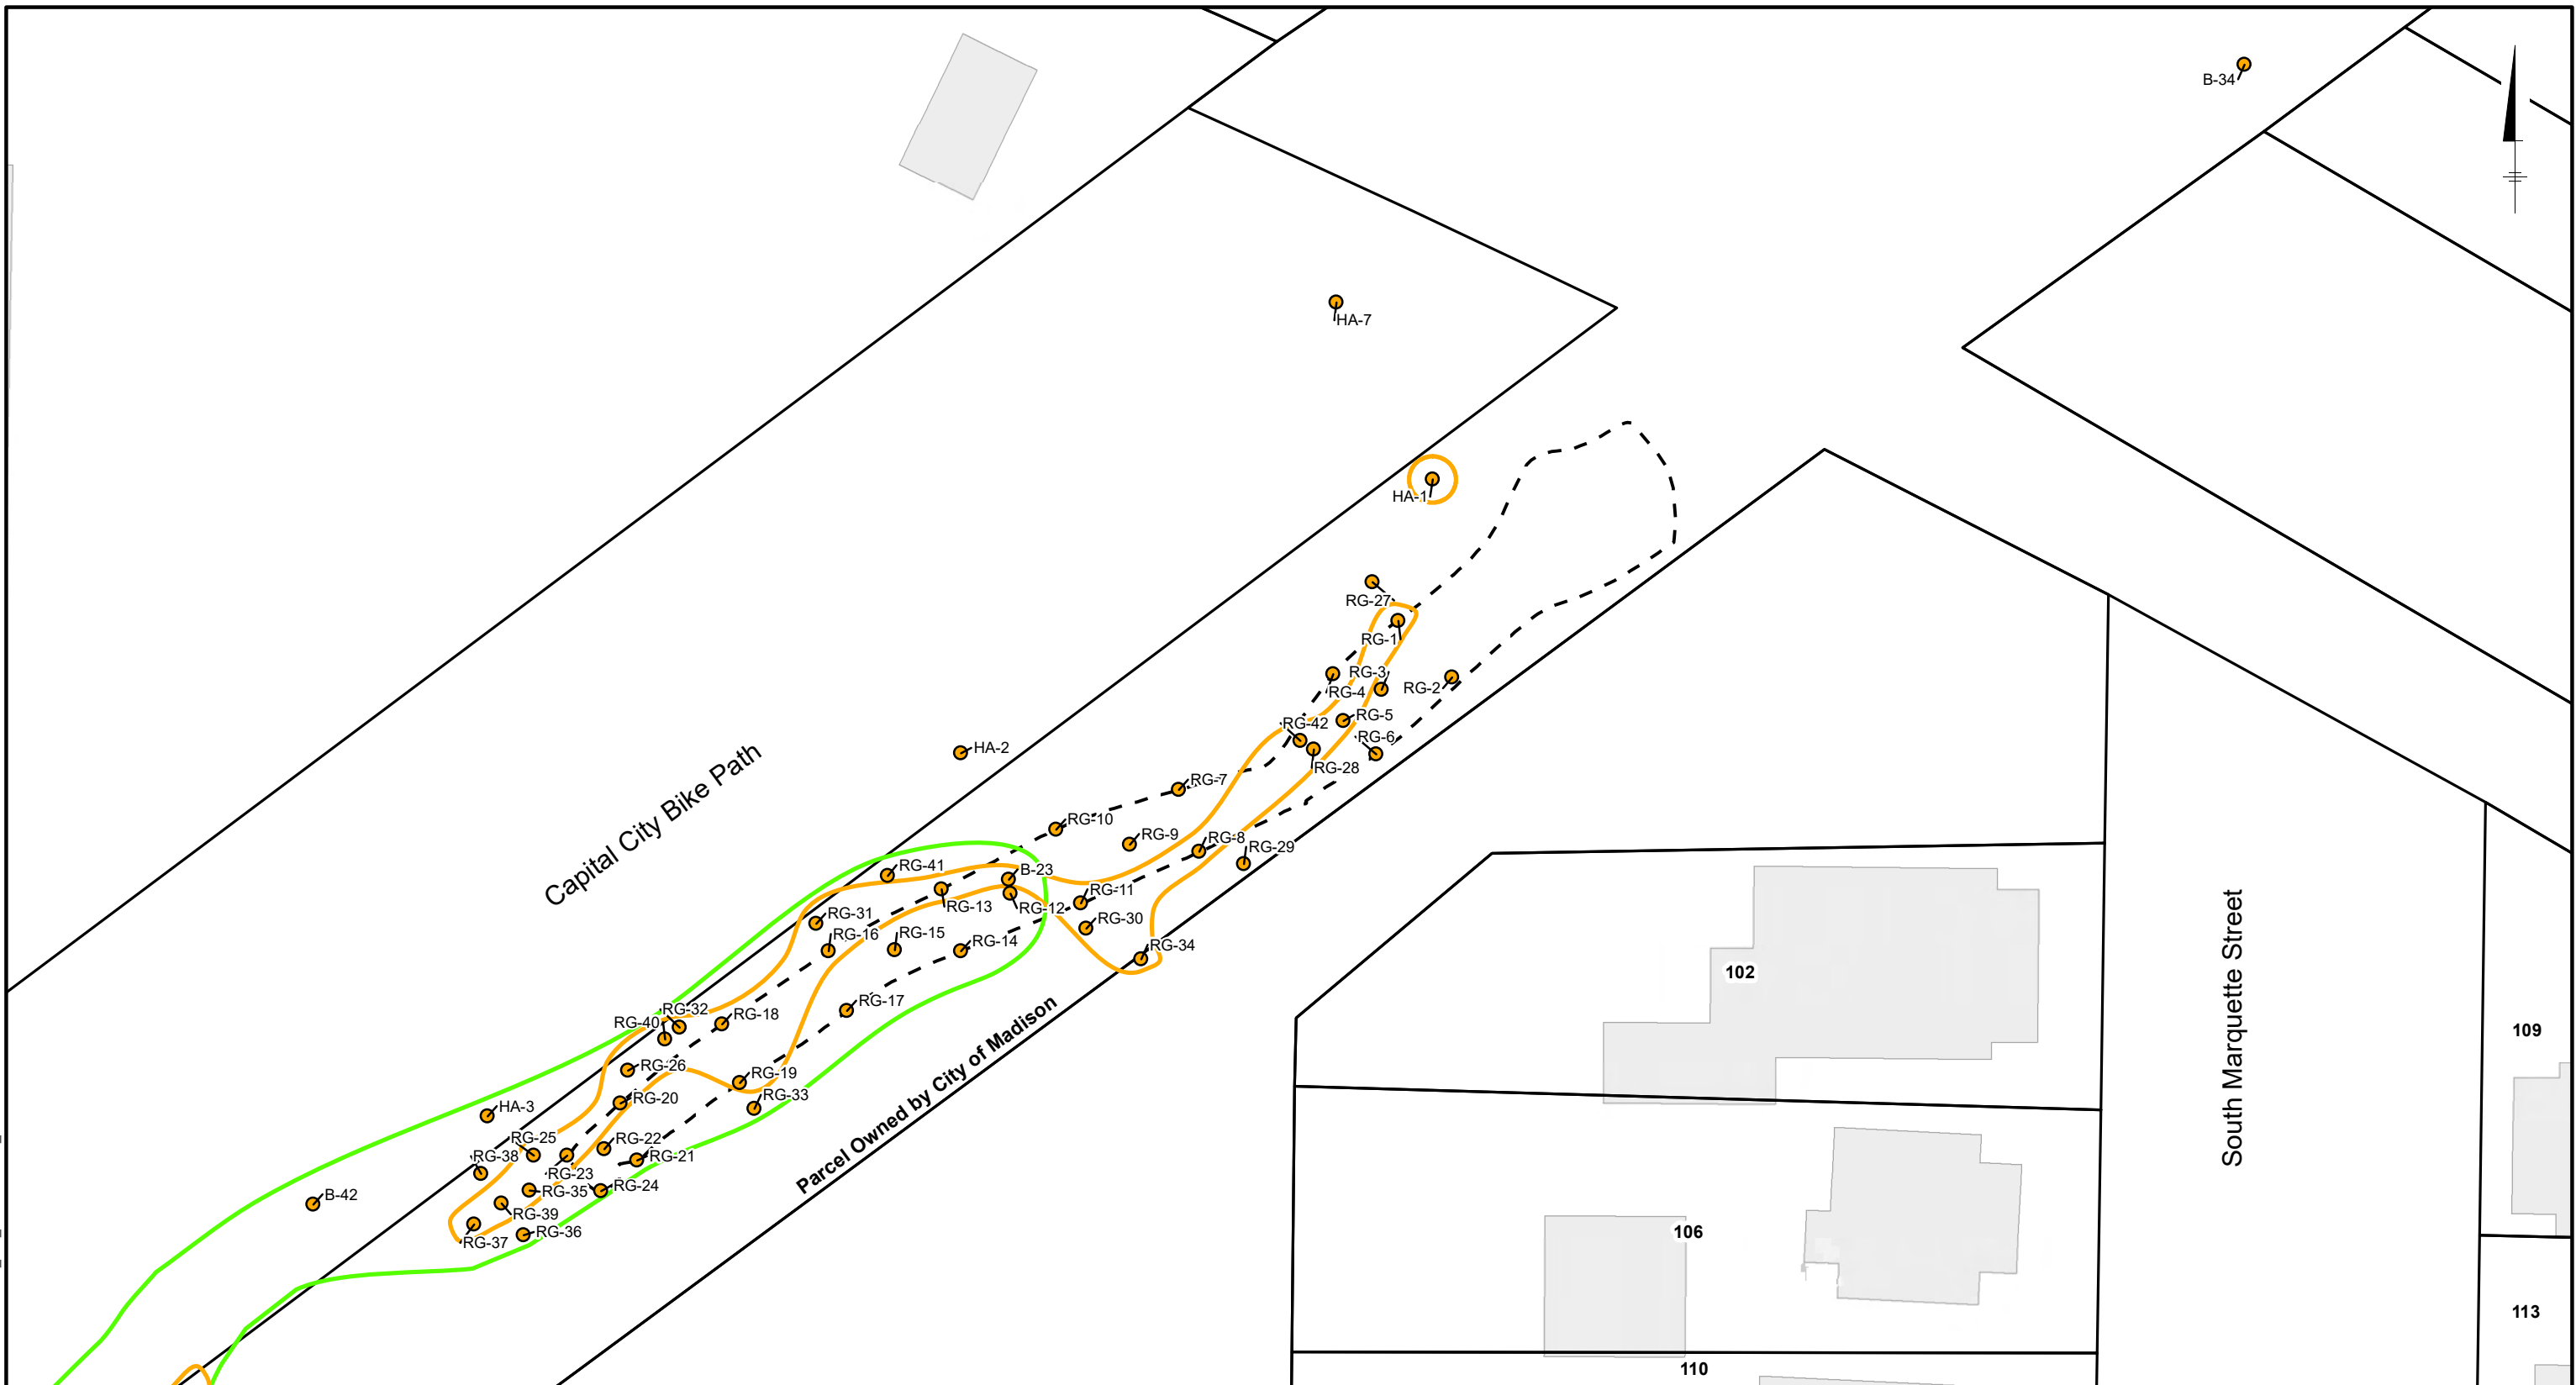 B-34
HA-7
HA-1
RG-27
RG-1
RG-3
RG-4
RG-2
RG-5
RG-42
RG-6
HA-2
RG-28
RG-7
Capital City Bike Path
RG-10
RG-9
RG-8
RG-29
RG-41
B-23
RG-11
RG-13
RG-12
RG-31
RG-30
RG-16
RG-15
RG-14
RG-34
102
RG-17
RG-32
RG-18
RG-40
South Marquette Street
109
Parcel Owned by City of Madison
RG-26
RG-19
RG-20
RG-33
HA-3
RG-25
RG-22
RG-38
RG-21
RG-23
RG-24
RG-35
B-42
RG-39
RG-36
RG-37
106
113
110